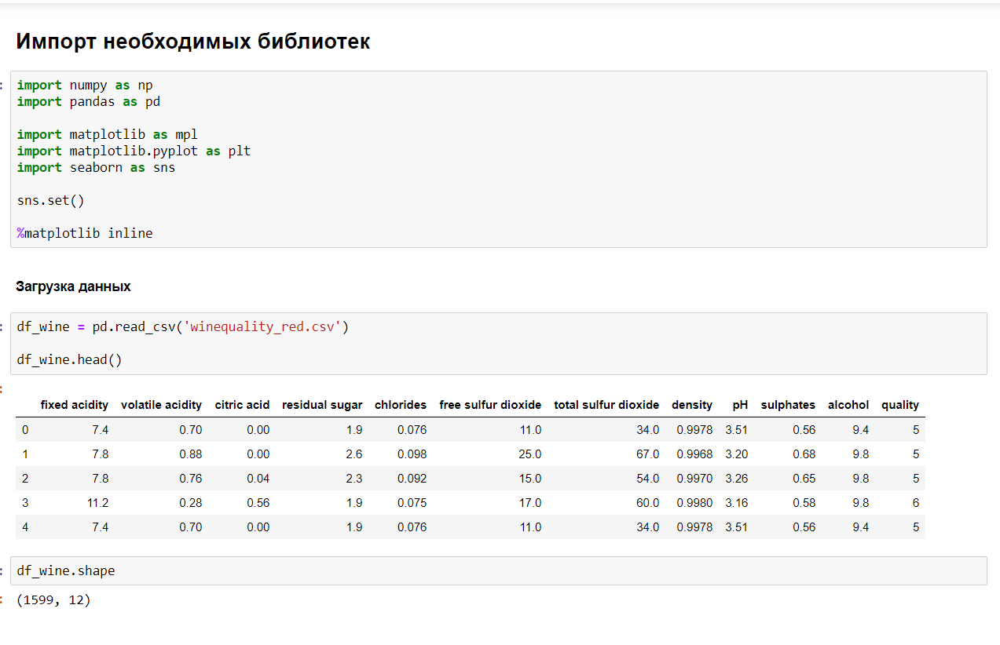 Импорт необходимых библиотек
:
import numpy as np
import pandas as pd
import matplotlib as mpl
import matplotlib.pyplot as plt
import seaborn as sns
sns.set()
%matplotlib inline
Загрузка данных
:
df_wine = pd.read_csv('winequality_red.csv')
df_wine.head()
:
fixed acidity volatile acidity citric acid residual sugar chlorides free sulfur dioxide total sulfur dioxide density pH sulphates alcohol quality
0 7.4 0.70 0.00 1.9 0.076 11.0 34.0 0.9978 3.51 0.56 9.4 5
1 7.8 0.88 0.00 2.6 0.098 25.0 67.0 0.9968 3.20 0.68 9.8 5
2 7.8 0.76 0.04 2.3 0.092 15.0 54.0 0.9970 3.26 0.65 9.8 5
3 11.2 0.28 0.56 1.9 0.075 17.0 60.0 0.9980 3.16 0.58 9.8 6
4 7.4 0.70 0.00 1.9 0.076 11.0 34.0 0.9978 3.51 0.56 9.4 5
: df_wine.shape
: (1599, 12)